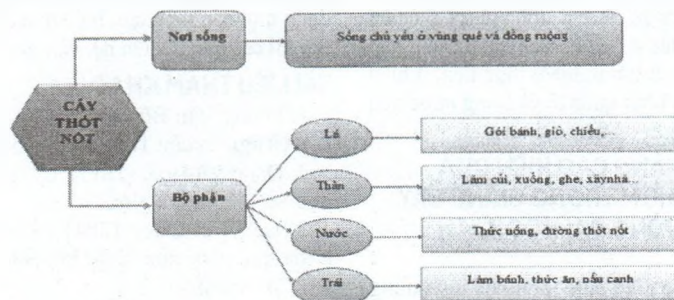 Nơi sống
Sống chủ yếu ở vùng quê và đồng ruộng
CÂY
THỐT
NỐT
Lá
Gói bánh, giỏ, chiếu,...
Thân
Làm củi, xuồng, ghe, xâynhà...
Bộ phận
Nước
Thức uống, đường thốt nốt
Trái
Làm bánh, thức ăn, nấu canh